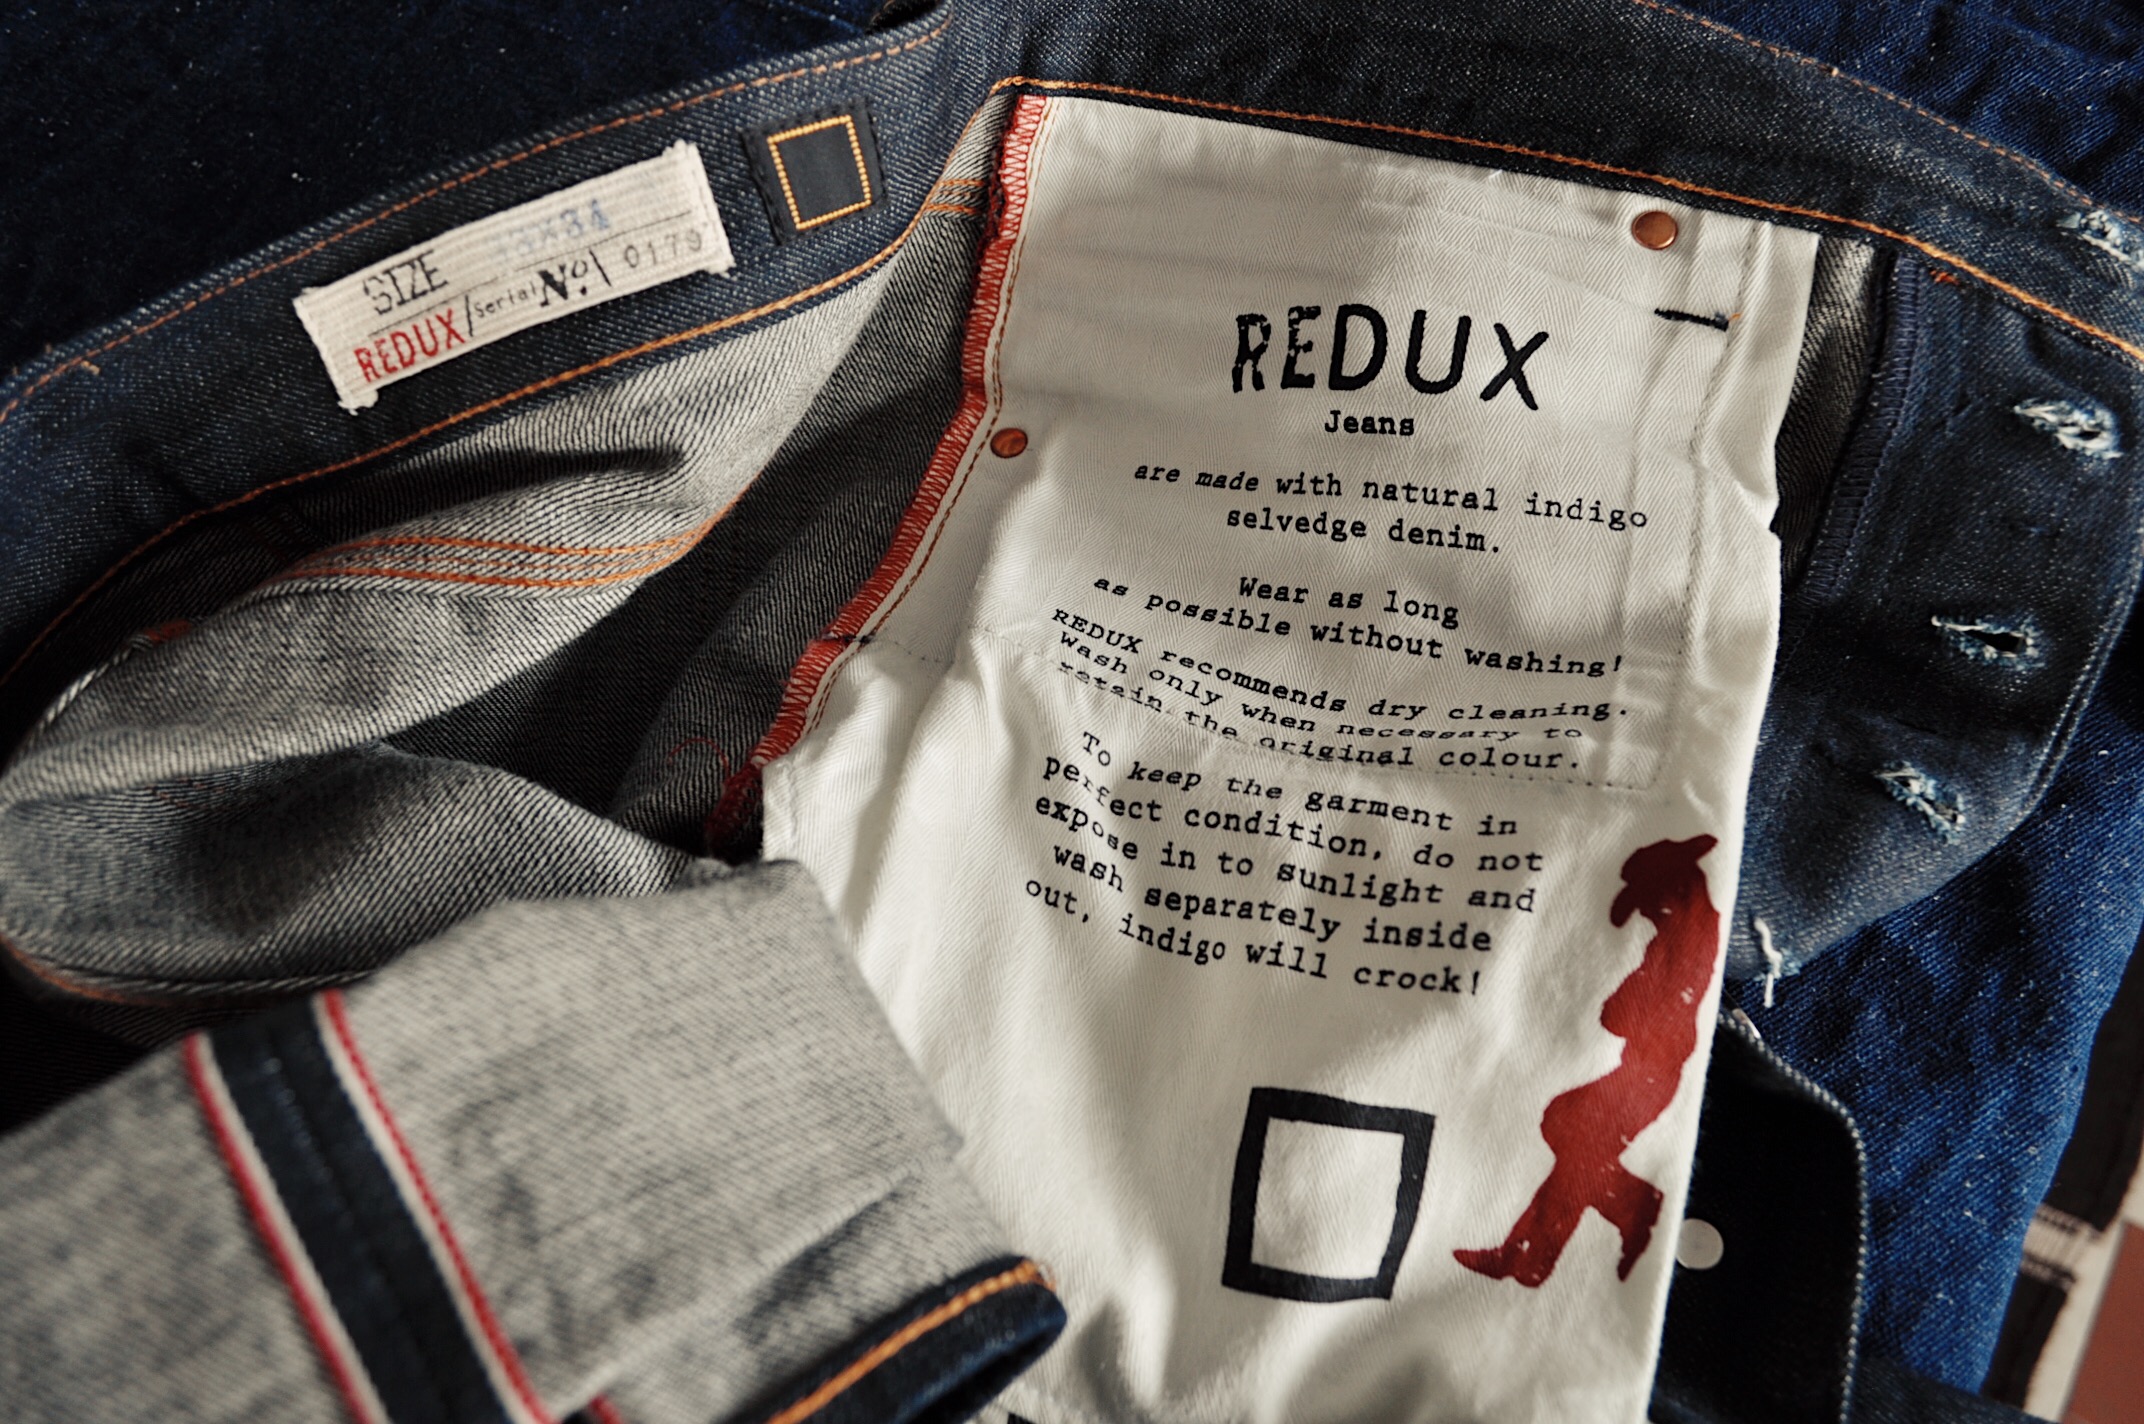 SIZE
REDUX/Serial No. 0179
REDUX
Jeans
are made with natural indigo
selvedge denim.
Wear as long
as possible without washing!
REDUX recommends dry cleaning.
Wash only when necessary to
retain the original colour.
To keep the garment in
perfect condition, do not
expose in to sunlight and
wash separately inside
out, indigo will crock!